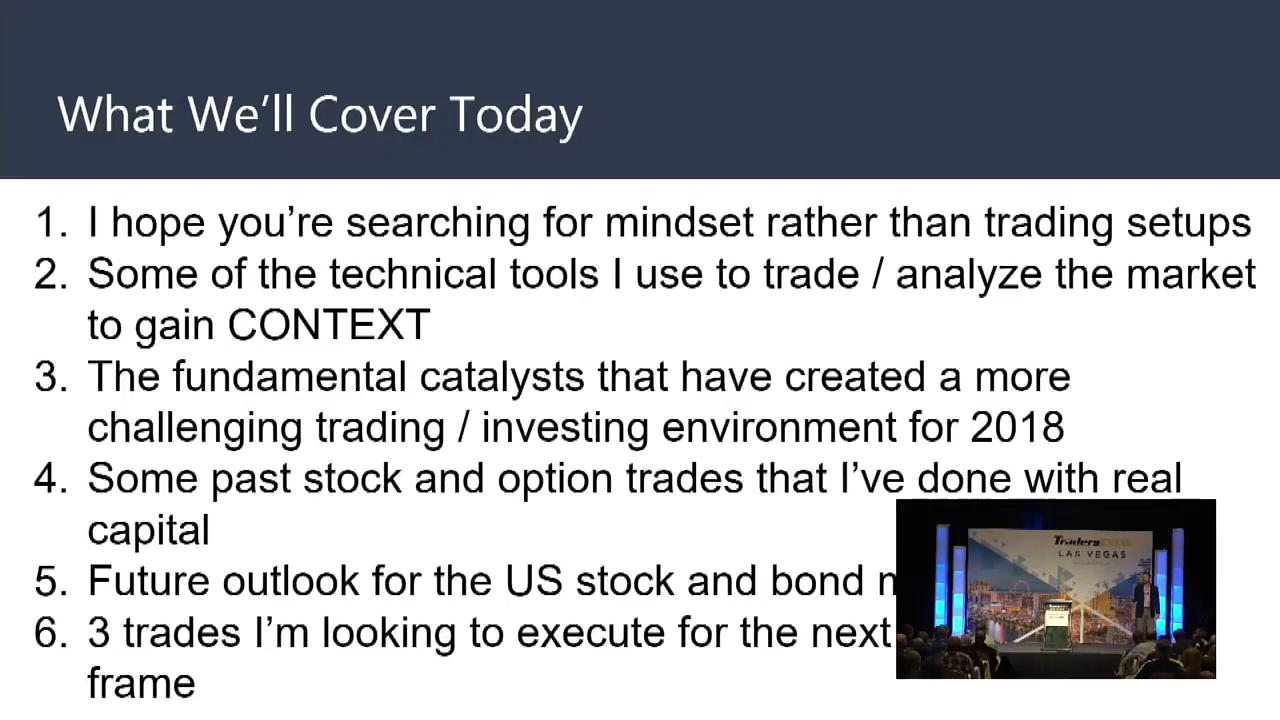 What We’ll Cover Today
1. I hope you’re searching for mindset rather than trading setups
2. Some of the technical tools I use to trade / analyze the market
to gain CONTEXT
3. The fundamental catalysts that have created a more
challenging trading / investing environment for 2018
4. Some past stock and option trades that I’ve done with real
capital
5. Future outlook for the US stock and bond
6. 3 trades I’m looking to execute for the next
frame
Traders
LAS VEGAS